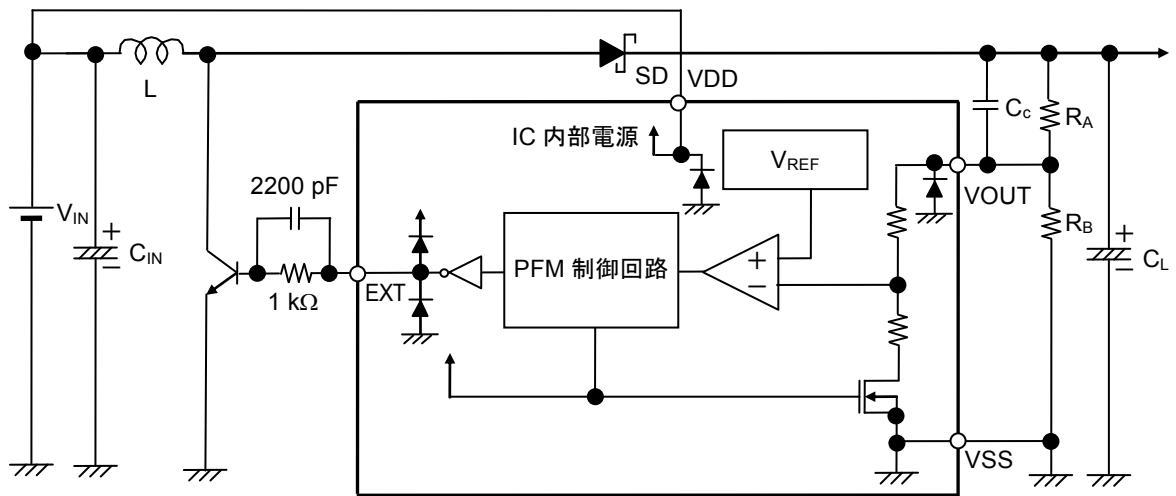 L
SD
VDD
IC 内部電源
VREF
Cc
RA
VOUT
RB
2200 pF
VIN
CIN
+
−
1 kΩ
EXT
PFM 制御回路
+
−
+
−
CL
VSS